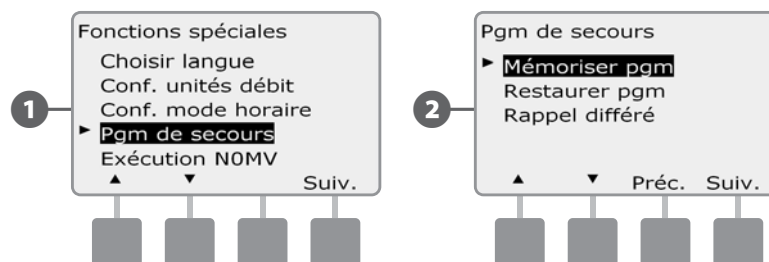 1
Fonctions spéciales
Choisir langue
Conf. unités débit
Conf. mode horaire
► Pgm de secours
Exécution N0MV
▲ ▼ Suiv.
2
Pgm de secours
► Mémoriser pgm
Restaurer pgm
Rappel différé
▲ ▼ Préc. Suiv.